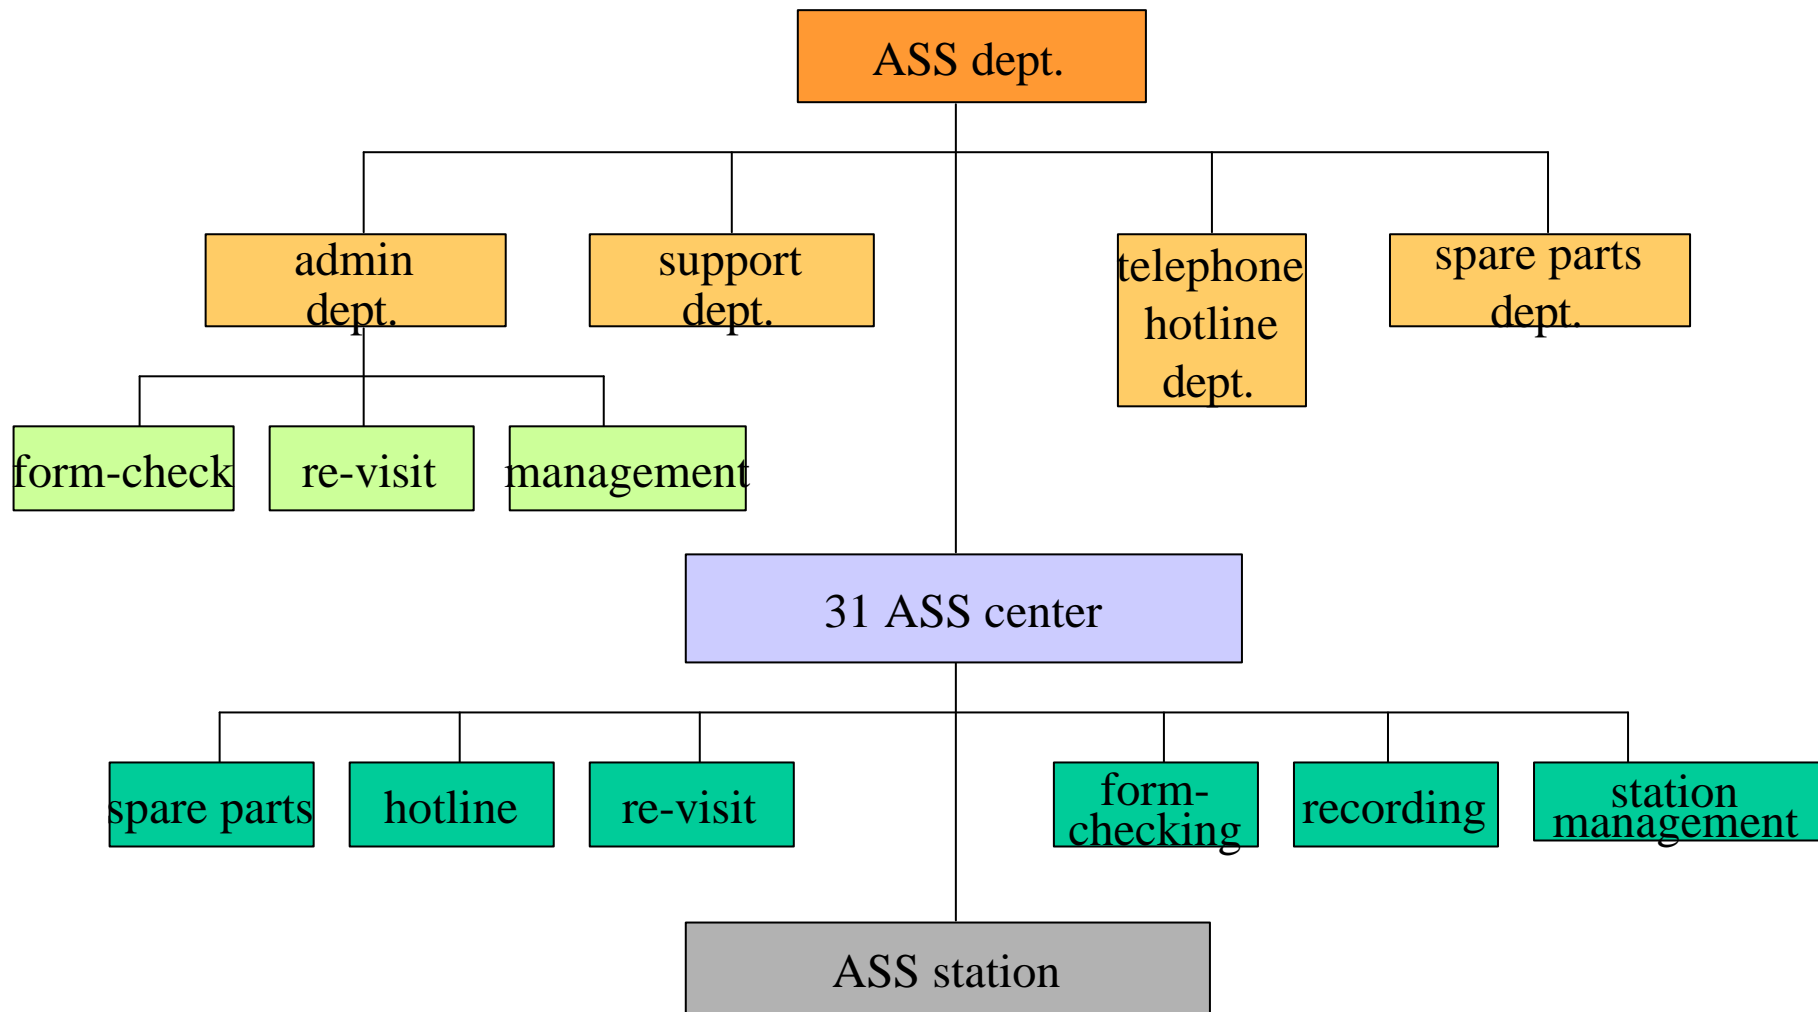 ASS dept.
admin
dept.
support
dept.
telephone
hotline
dept.
spare parts
dept.
form-check
re-visit
management
31 ASS center
spare parts
hotline
re-visit
form-
checking
recording
station
management
ASS station